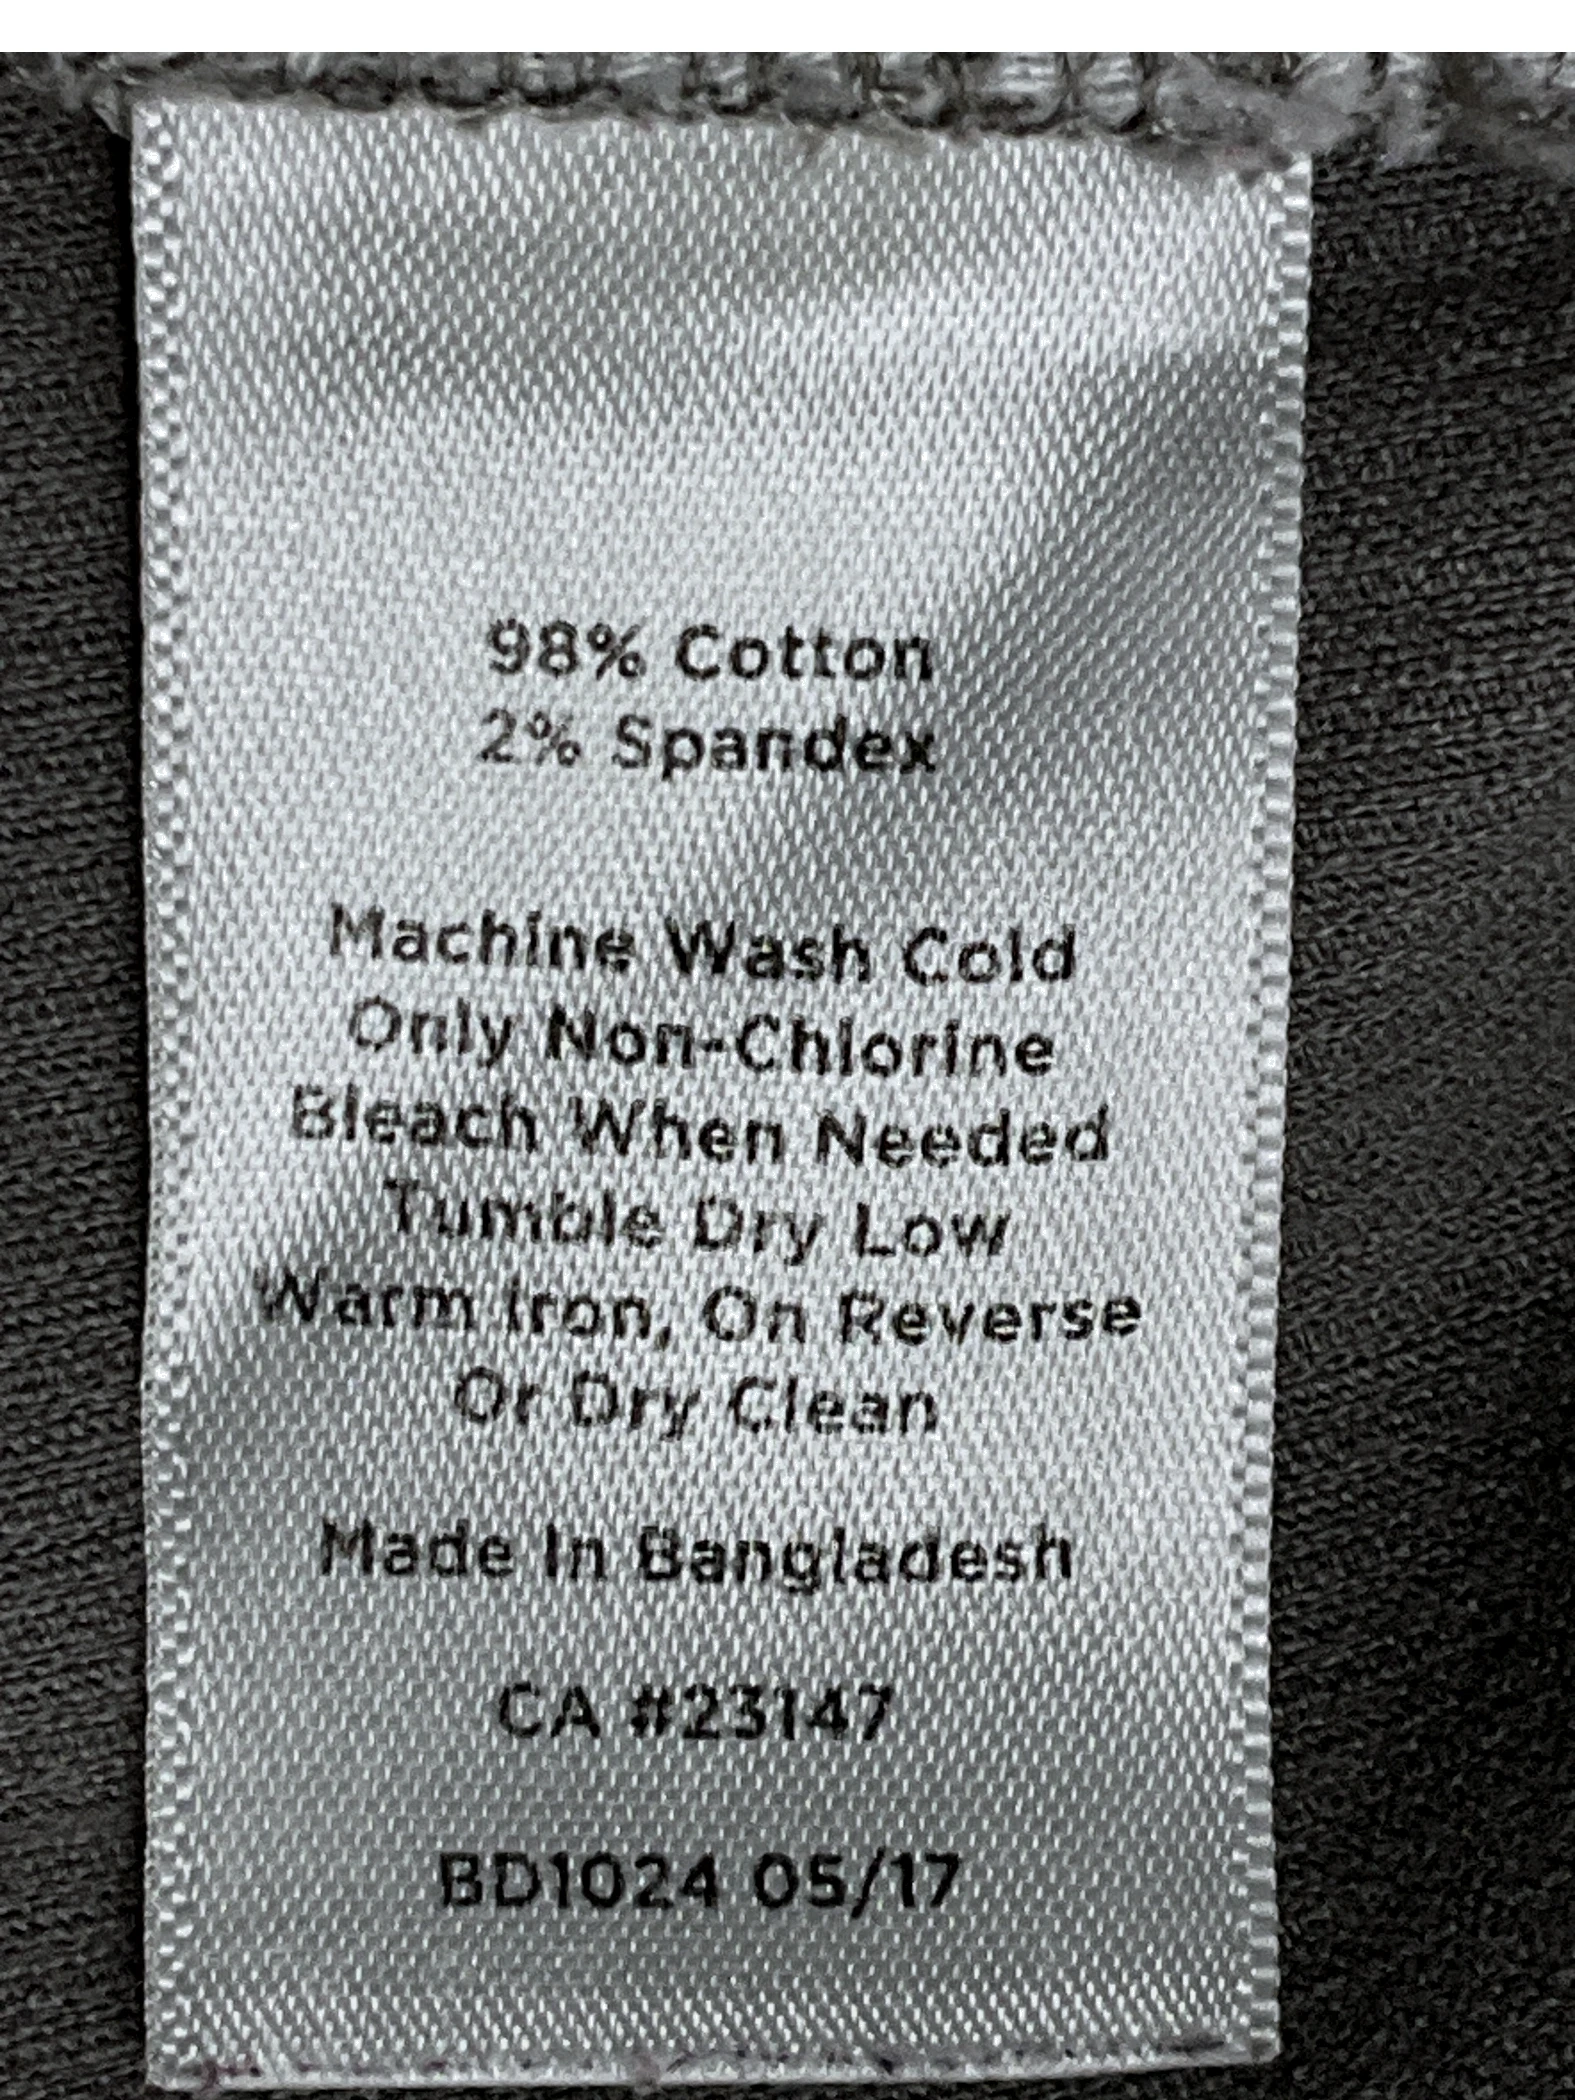 98% Cotton
2% Spandex
Machine Wash Cold
Only Non-Chlorine
Bleach When Needed
Tumble Dry Low
Warm Iron, On Reverse
Or Dry Clean
Made In Bangladesh
CA #23147
BD1024 05/17